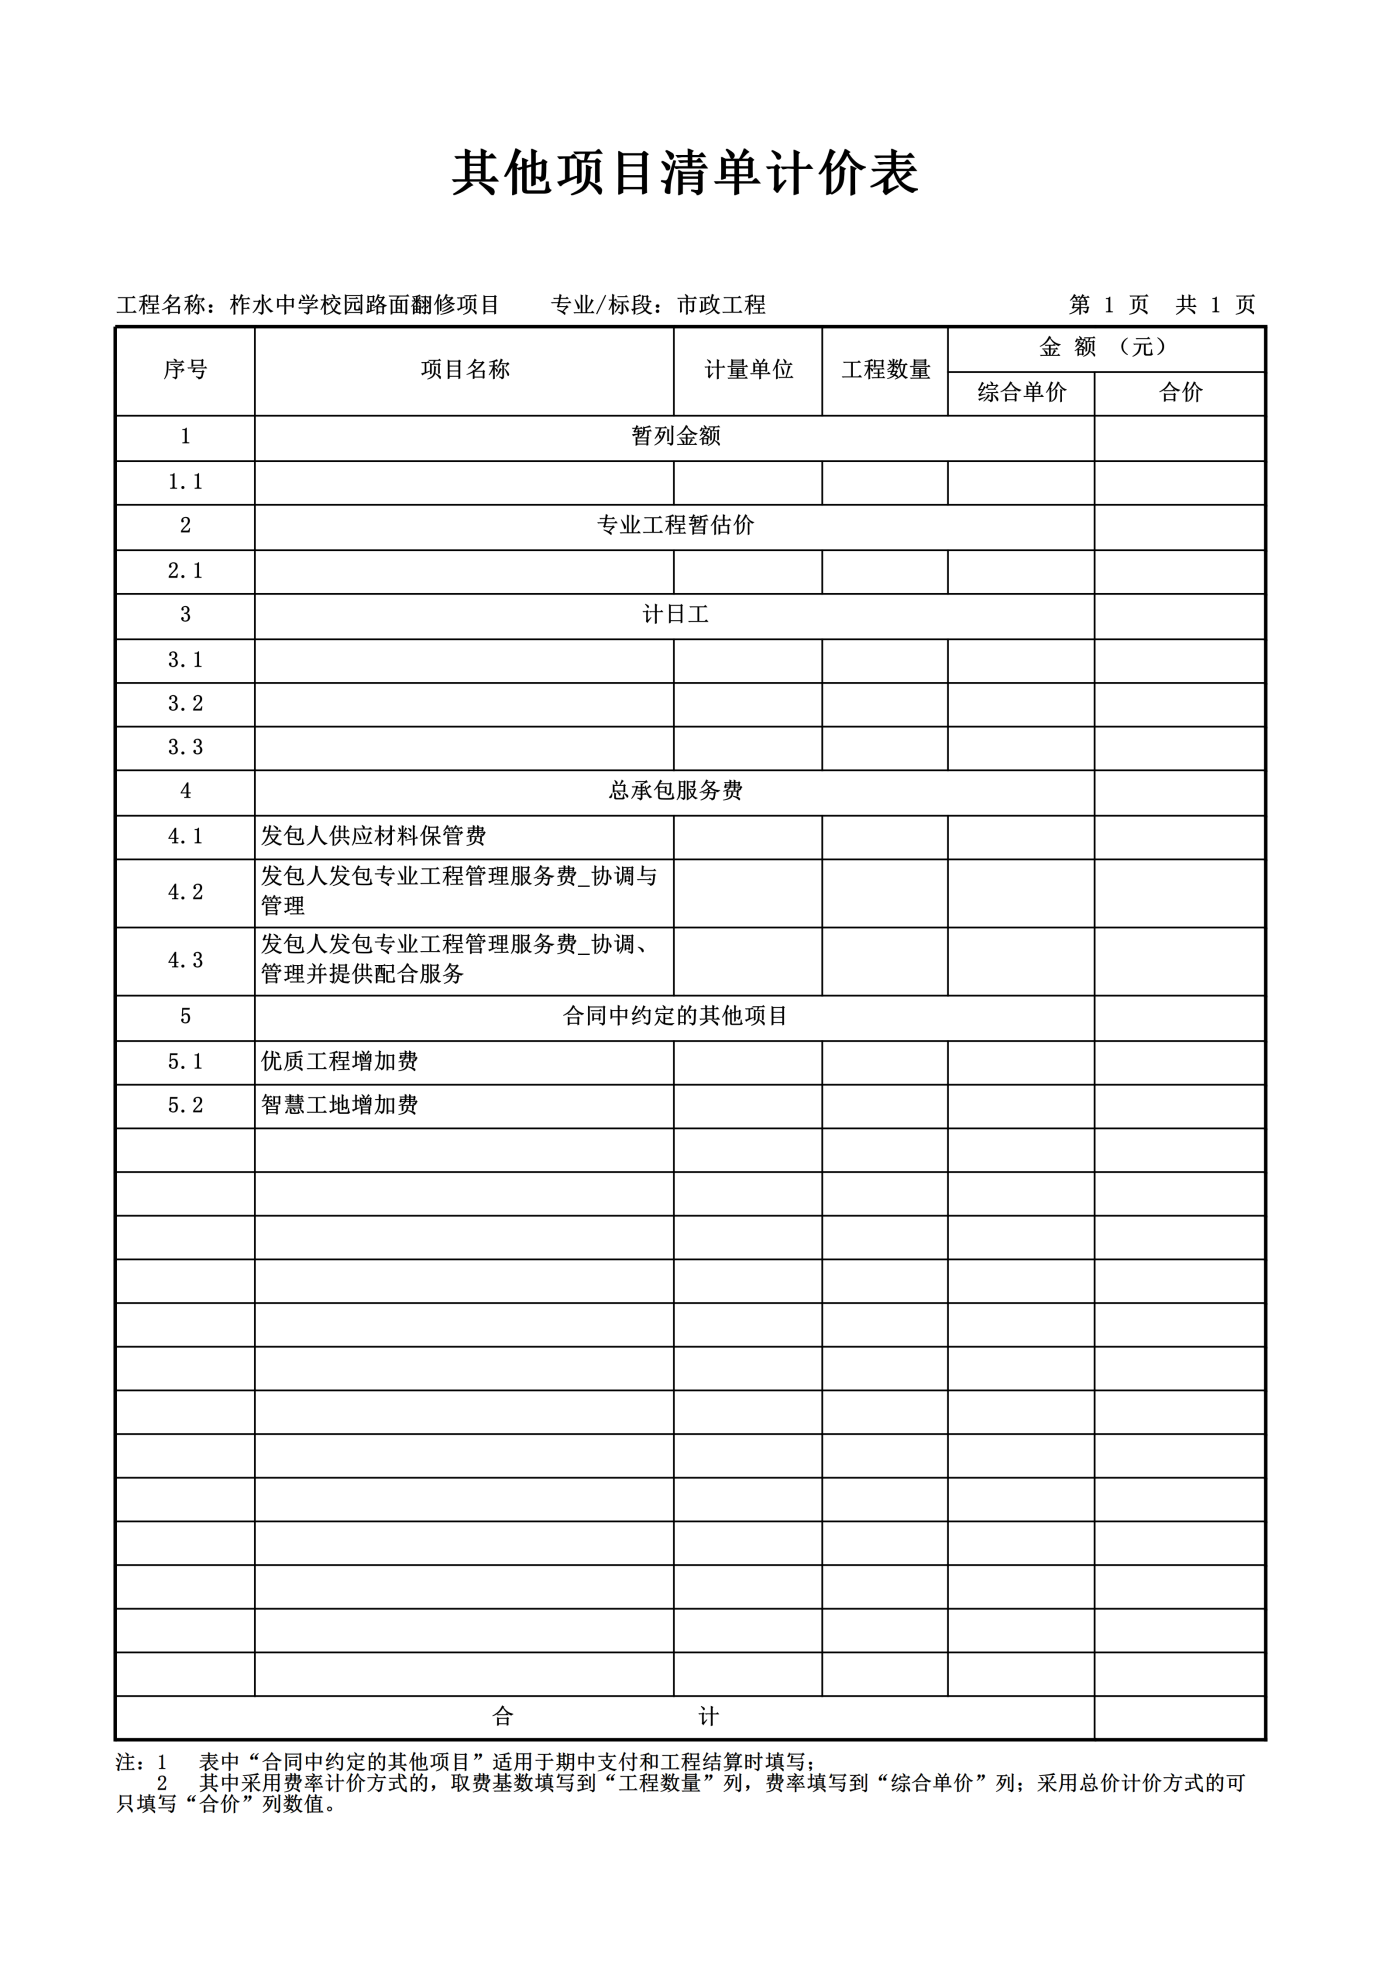 其他项目清单计价表
工程名称：柞水中学校园路面翻修项目 专业/标段：市政工程 第 1 页 共 1 页
序号 项目名称 计量单位 工程数量 金 额 （元）
综合单价 合价
1 暂列金额
1.1
2 专业工程暂估价
2.1
3 计日工
3.1
3.2
3.3
4 总承包服务费
4.1 发包人供应材料保管费
4.2 发包人发包专业工程管理服务费_协调与
管理
4.3 发包人发包专业工程管理服务费_协调、
管理并提供配合服务
5 合同中约定的其他项目
5.1 优质工程增加费
5.2 智慧工地增加费
合 计
注：1 表中“合同中约定的其他项目”适用于期中支付和工程结算时填写；
2 其中采用费率计价方式的，取费基数填写到“工程数量”列，费率填写到“综合单价”列；采用总价计价方式的可
只填写“合价”列数值。